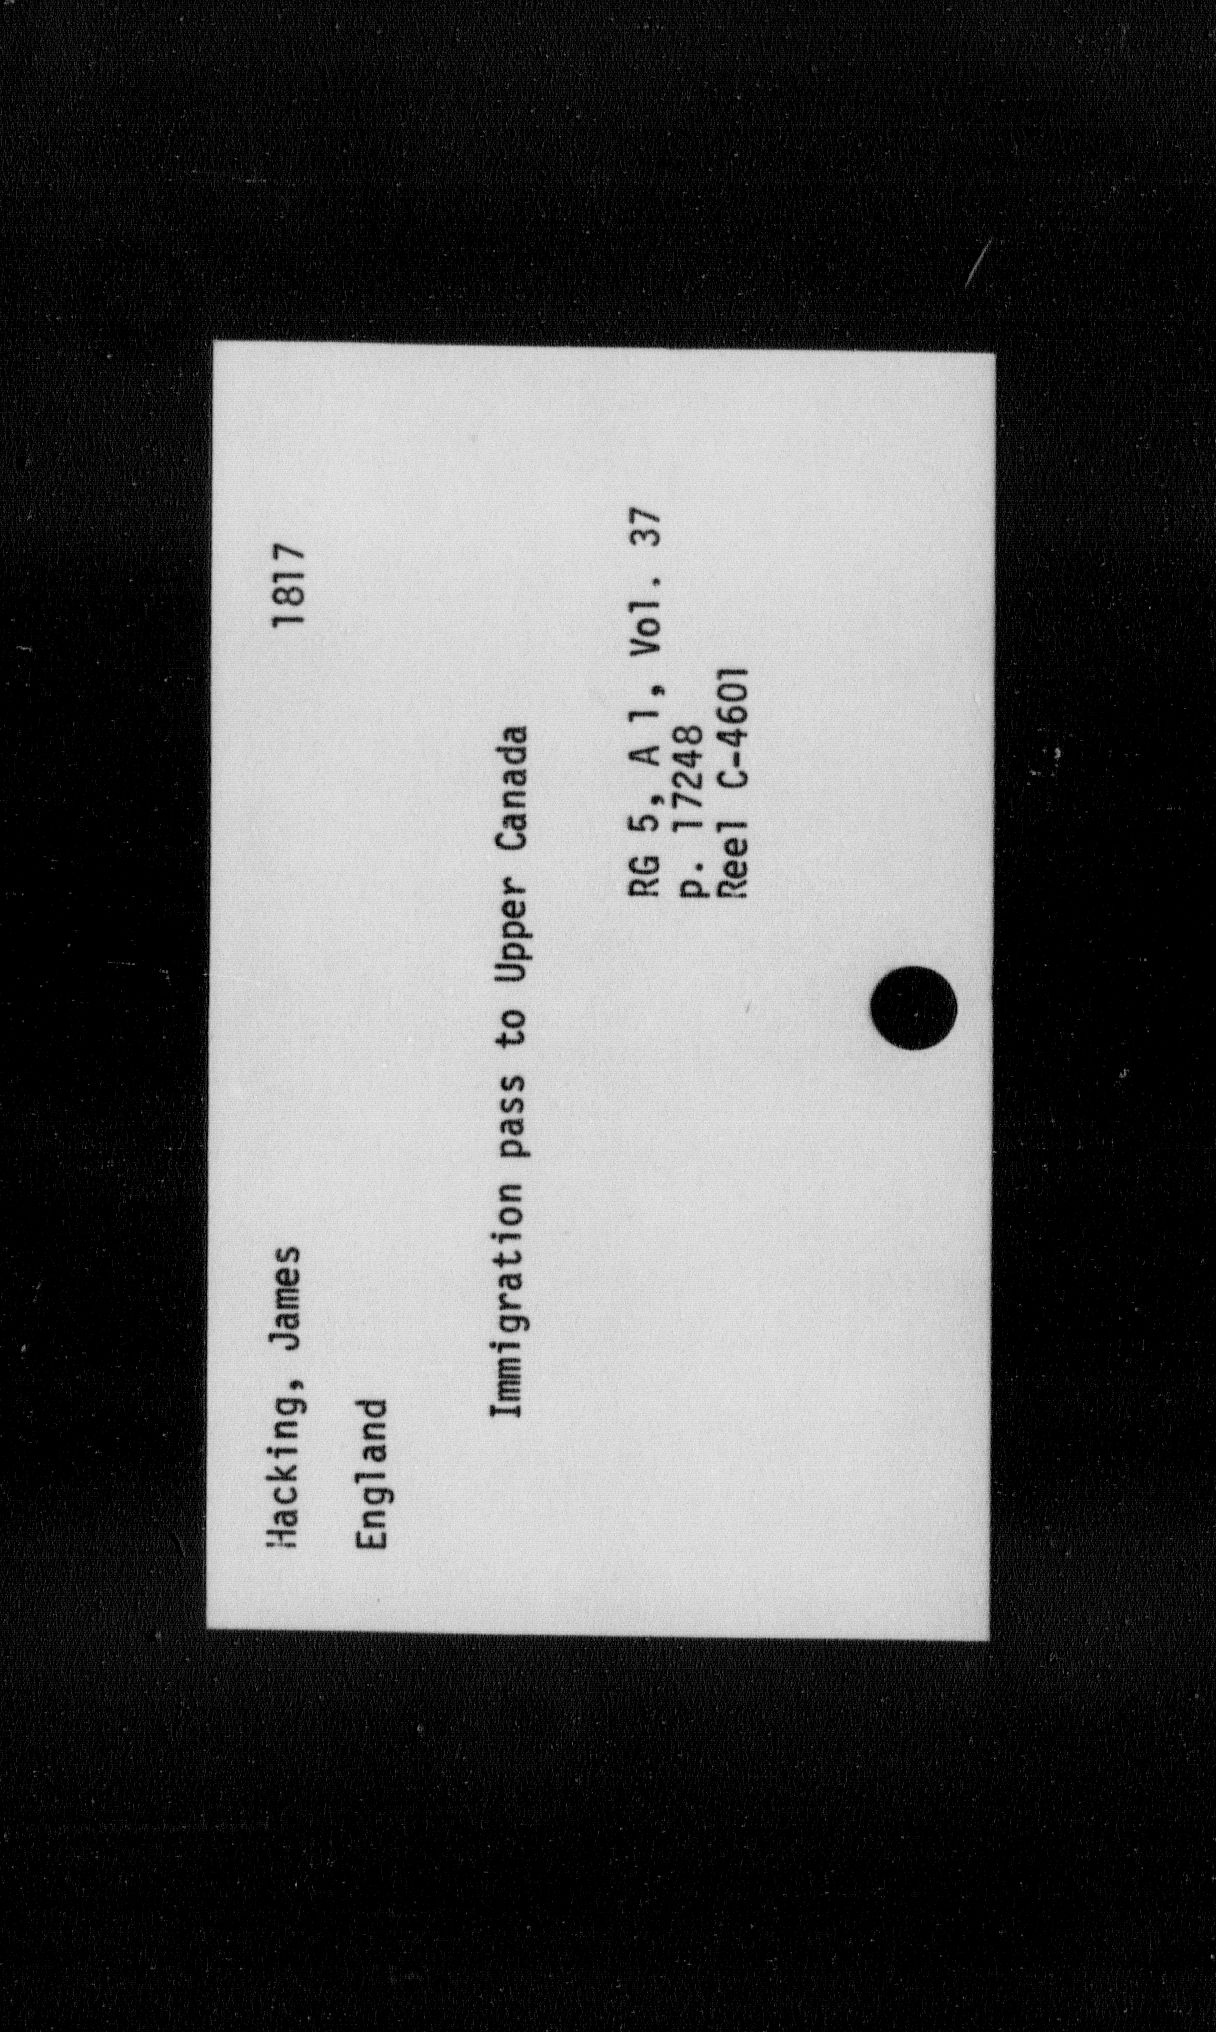 Hacking, James 1817
England
Immigration pass to Upper Canada
RG 5, A 1, Vol. 37
p. 17248
Reel C-4601